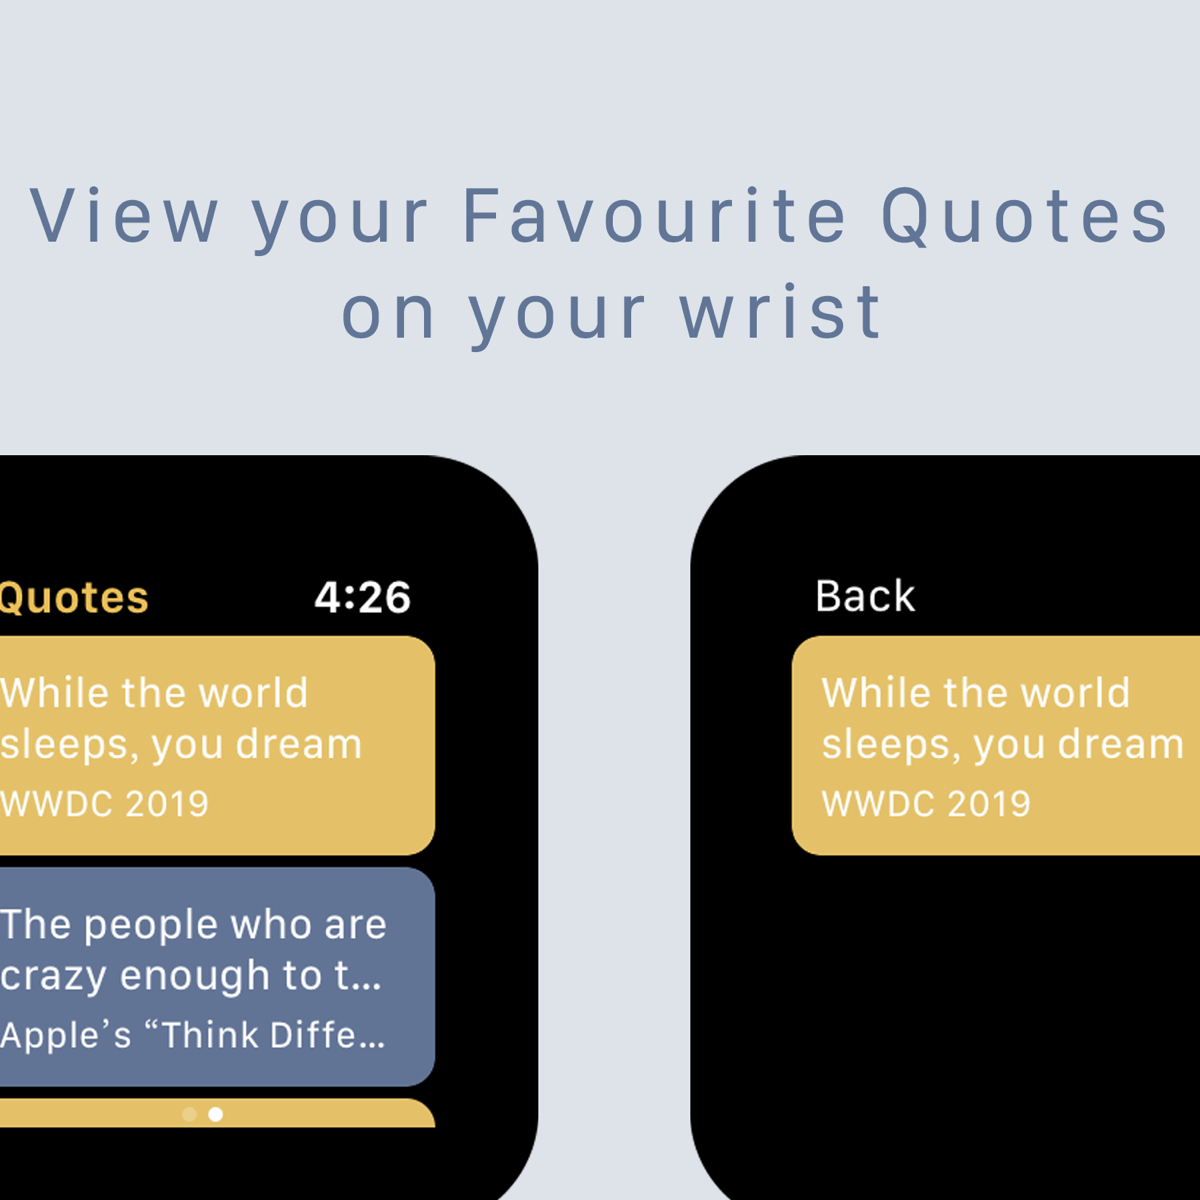 View your Favourite Quotes
on your wrist
Quotes 4:26
While the world
sleeps, you dream
WWDC 2019
The people who are
crazy enough to t...
Apple’s “Think Diffe...
Back
While the world
sleeps, you dream
WWDC 2019